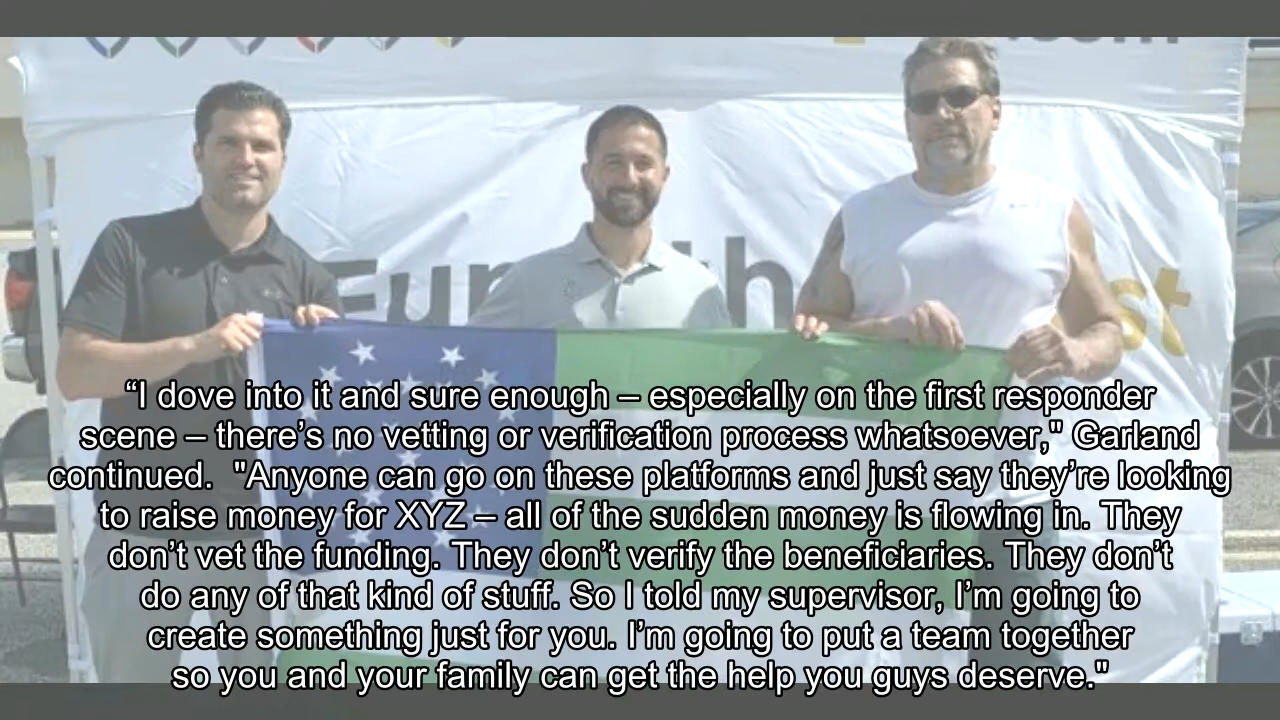 “I dove into it and sure enough – especially on the first responder
scene – there’s no vetting or verification process whatsoever," Garland
continued.  "Anyone can go on these platforms and just say they’re looking
to raise money for XYZ – all of the sudden money is flowing in. They
don’t vet the funding. They don’t verify the beneficiaries. They don’t
do any of that kind of stuff. So I told my supervisor, I’m going to
create something just for you. I’m going to put a team together
so you and your family can get the help you guys deserve."